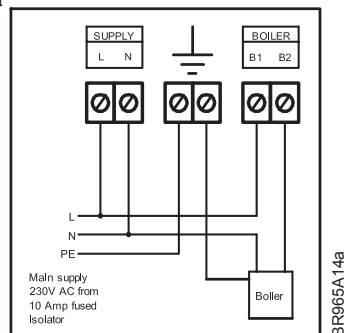 SUPPLY
L N
BOILER
B1 B2
L
N
PE
Main supply
230V AC from
10 Amp fused
Isolator
Boiler
BR965A14a